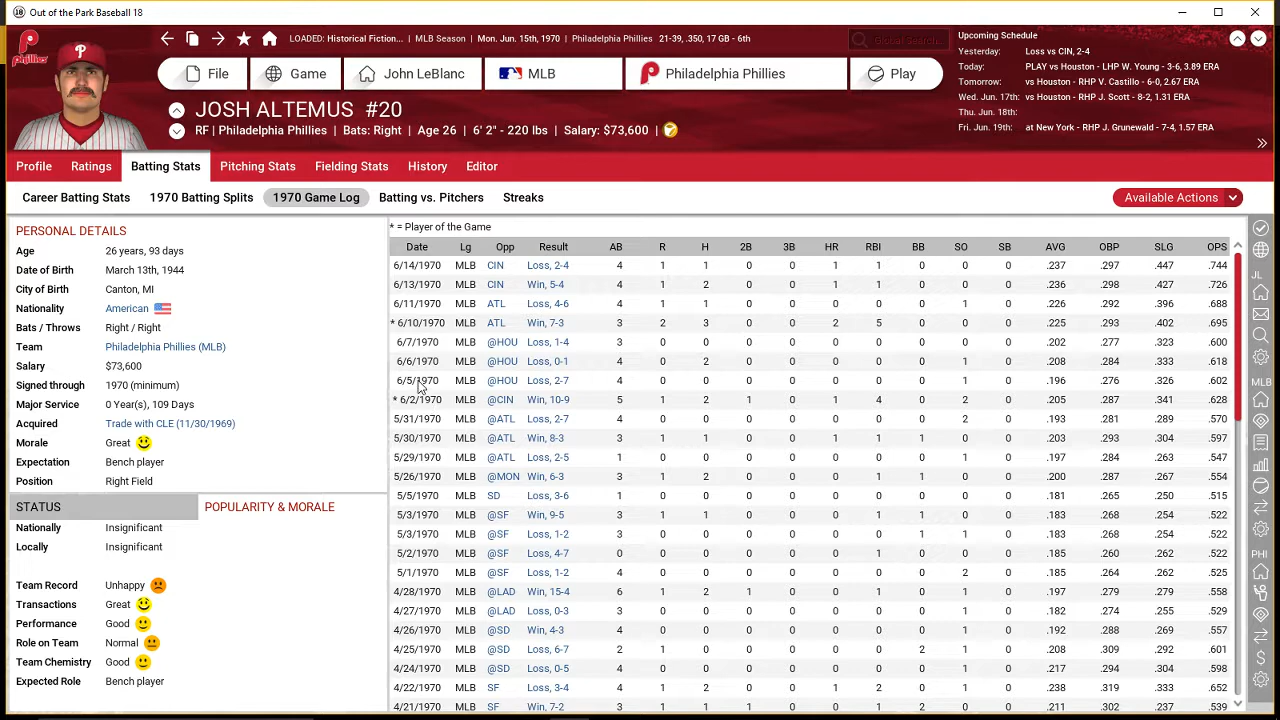 Out of the Park Baseball 18
LOADED: Historical Fiction... | MLB Season | Mon. Jun. 15th, 1970 | Philadelphia Phillies 21-39, .350, 17 GB - 6th
Global Search...
Upcoming Schedule
Yesterday: Loss vs CIN, 2-4
Today: PLAY vs Houston - LHP W. Young - 3-6, 3.89 ERA
Tomorrow: vs Houston - RHP V. Castillo - 6-0, 2.67 ERA
Wed. Jun. 17th: vs Houston - RHP J. Scott - 8-2, 1.31 ERA
Thu. Jun. 18th:
Fri. Jun. 19th: at New York - RHP J. Grunewald - 7-4, 1.57 ERA
File Game John LeBlanc MLB Philadelphia Phillies Play
JOSH ALTEMUS #20
RF | Philadelphia Phillies | Bats: Right | Age 26 | 6' 2" - 220 lbs | Salary: $73,600 |
Profile Ratings Batting Stats Pitching Stats Fielding Stats History Editor
Career Batting Stats 1970 Batting Splits 1970 Game Log Batting vs. Pitchers Streaks Available Actions
PERSONAL DETAILS
Age 26 years, 93 days
Date of Birth March 13th, 1944
City of Birth Canton, MI
Nationality American
Bats / Throws Right / Right
Team Philadelphia Phillies (MLB)
Salary $73,600
Signed through 1970 (minimum)
Major Service 0 Year(s), 109 Days
Acquired Trade with CLE (11/30/1969)
Morale Great
Expectation Bench player
Position Right Field
STATUS POPULARITY & MORALE
Nationally Insignificant
Locally Insignificant
Team Record Unhappy
Transactions Great
Performance Good
Role on Team Normal
Team Chemistry Good
Expected Role Bench player
* = Player of the Game
Date Lg Opp Result AB R H 2B 3B HR RBI BB SO SB AVG OBP SLG OPS
6/14/1970 MLB CIN Loss, 2-4 4 1 1 0 0 1 1 0 0 0 .237 .297 .447 .744
6/13/1970 MLB CIN Win, 5-4 4 1 2 0 0 1 1 0 0 0 .236 .298 .427 .726
6/11/1970 MLB ATL Loss, 4-6 4 1 1 0 0 0 0 0 1 0 .226 .292 .396 .688
* 6/10/1970 MLB ATL Win, 7-3 3 2 3 0 0 2 5 0 0 0 .225 .293 .402 .695
6/7/1970 MLB @HOU Loss, 1-4 3 0 0 0 0 0 0 0 0 0 .202 .277 .323 .600
6/6/1970 MLB @HOU Loss, 0-1 4 0 2 0 0 0 0 0 1 0 .208 .284 .333 .618
6/5/1970 MLB @HOU Loss, 2-7 4 0 0 0 0 0 0 0 1 0 .196 .276 .326 .602
* 6/2/1970 MLB @CIN Win, 10-9 5 1 2 1 0 1 4 0 2 0 .205 .287 .341 .628
5/31/1970 MLB @ATL Loss, 2-7 4 0 0 0 0 0 0 0 2 0 .193 .281 .289 .570
5/30/1970 MLB @ATL Win, 8-3 3 1 1 0 0 1 1 1 0 0 .203 .293 .304 .597
5/29/1970 MLB @ATL Loss, 2-5 1 0 0 0 0 0 0 0 0 0 .197 .284 .263 .547
5/26/1970 MLB @MON Win, 6-3 3 1 2 0 0 0 1 1 0 0 .200 .287 .267 .554
5/5/1970 MLB SD Loss, 3-6 1 0 0 0 0 0 0 0 0 0 .181 .265 .250 .515
5/3/1970 MLB @SF Win, 9-5 3 1 1 0 0 0 1 1 0 0 .183 .268 .254 .522
5/3/1970 MLB @SF Loss, 1-2 3 0 0 0 0 0 0 1 1 0 .183 .268 .254 .522
5/2/1970 MLB @SF Loss, 4-7 0 0 0 0 0 0 1 0 0 0 .185 .260 .262 .522
5/1/1970 MLB @SF Loss, 1-2 4 0 0 0 0 0 0 0 2 0 .185 .264 .262 .525
4/28/1970 MLB @LAD Win, 15-4 6 1 2 1 0 0 1 0 0 0 .197 .279 .279 .558
4/27/1970 MLB @LAD Loss, 0-3 3 0 0 0 0 0 0 0 1 0 .182 .274 .255 .529
4/26/1970 MLB @SD Win, 4-3 4 0 0 0 0 0 0 0 1 0 .192 .288 .269 .557
4/25/1970 MLB @SD Loss, 6-7 2 1 0 0 0 0 0 2 1 0 .208 .309 .292 .601
4/24/1970 MLB @SD Loss, 0-5 4 0 0 0 0 0 0 0 1 0 .217 .294 .304 .598
4/22/1970 MLB SF Loss, 3-4 4 1 2 0 0 1 2 0 1 0 .238 .319 .333 .652
4/21/1970 MLB SF Win, 7-2 3 1 1 1 0 0 1 2 0 0 .211 .302 .237 .539
JL
MLB
PHI